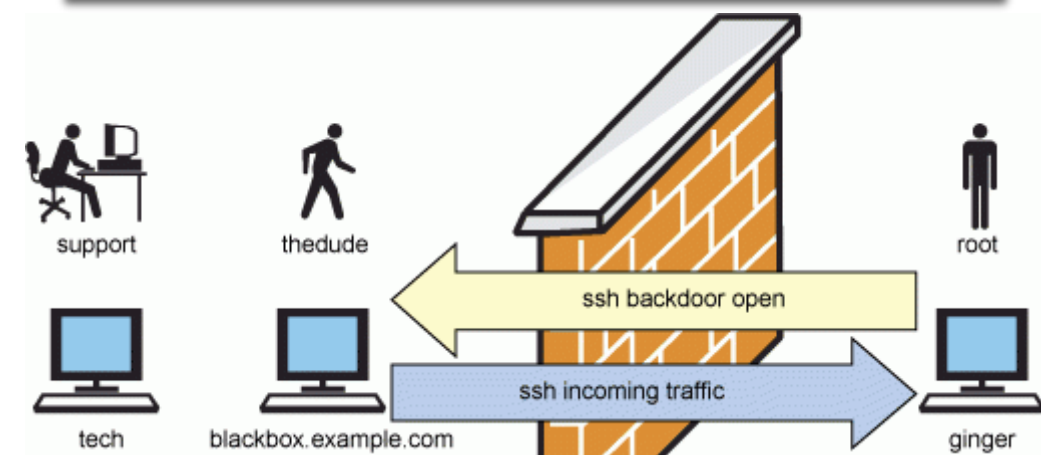 support
thedude
root
ssh backdoor open
ssh incoming traffic
tech
blackbox.example.com
ginger